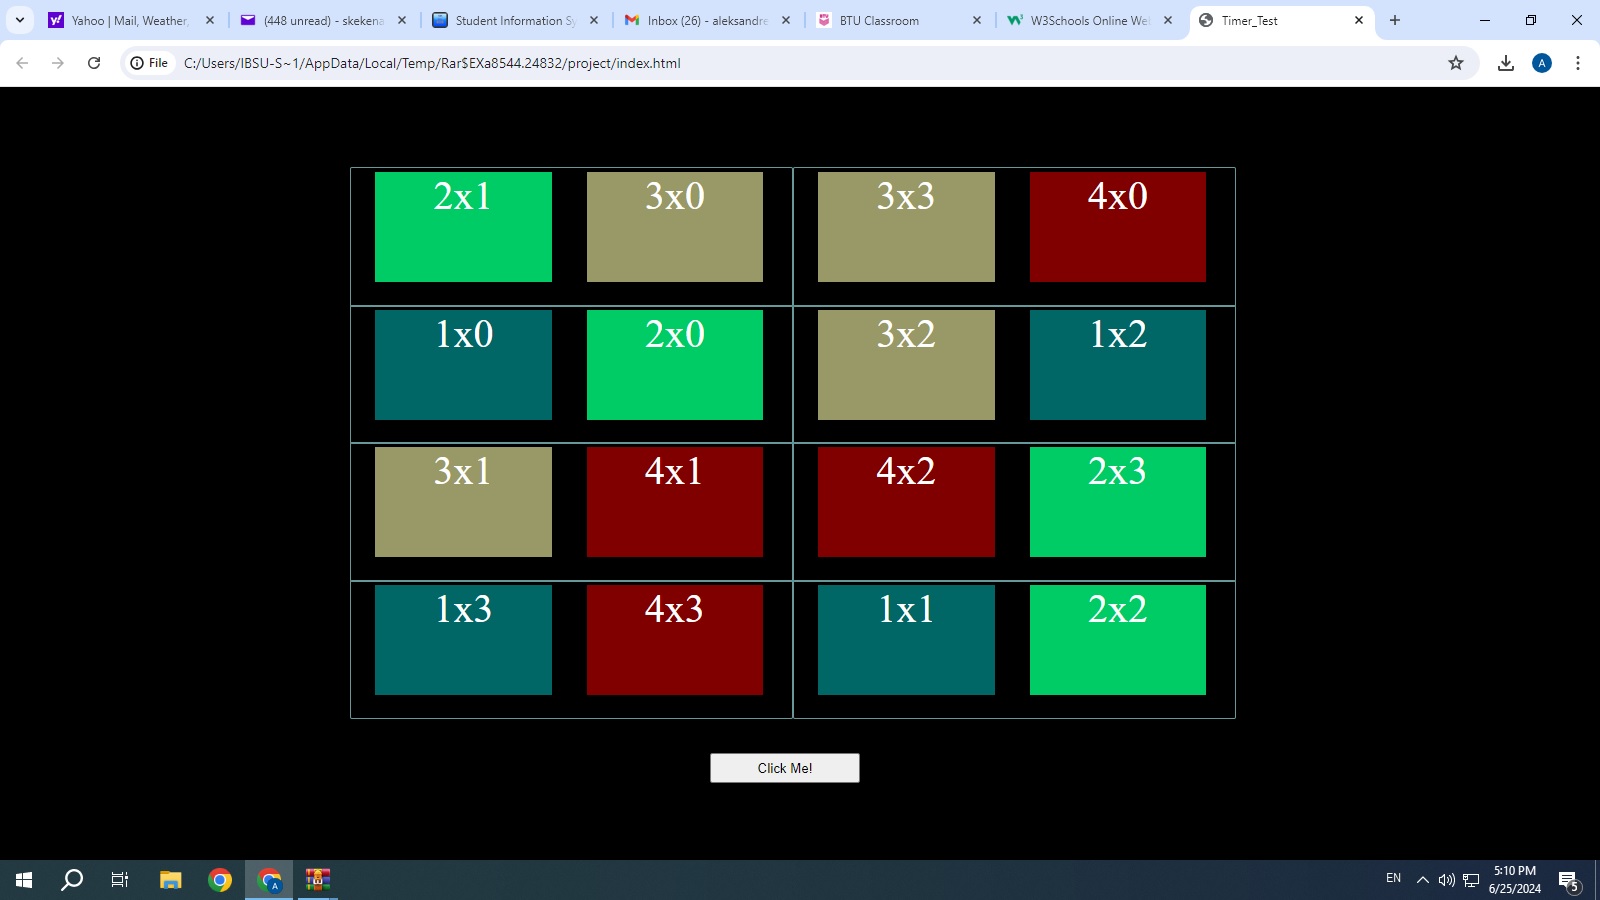 Yahoo | Mail, Weather,
(448 unread) - skekena
Student Information Sy
Inbox (26) - aleksandre
BTU Classroom
W3Schools Online Web
Timer_Test
File
C:/Users/IBSU-S~1/AppData/Local/Temp/Rar$EXa8544.24832/project/index.html
A
2x1 3x0 3x3 4x0
1x0 2x0 3x2 1x2
3x1 4x1 4x2 2x3
1x3 4x3 1x1 2x2
Click Me!
EN
5:10 PM
6/25/2024
5